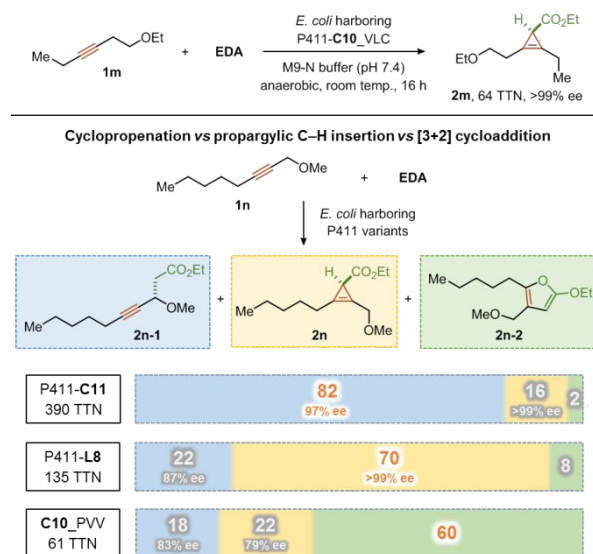 EtO₂C H
OEt
Me
1m
+
EDA
E. coli harboring
P411-C10_VLC
M9-N buffer (pH 7.4)
anaerobic, room temp., 16 h
H CO₂Et
EtO
Me
2m, 64 TTN, >99% ee
Cyclopropenation vs propargylic C–H insertion vs [3+2] cycloaddition
Me
OMe
1n
+
EDA
E. coli harboring
P411 variants
CO₂Et
Me
OMe
2n-1
+
H CO₂Et
Me
OMe
2n
+
Me
O
OEt
MeO
2n-2
P411-C11
390 TTN
82
97% ee
16
>99% ee
2
P411-L8
135 TTN
22
87% ee
70
>99% ee
8
C10_PVV
61 TTN
18
83% ee
22
79% ee
60